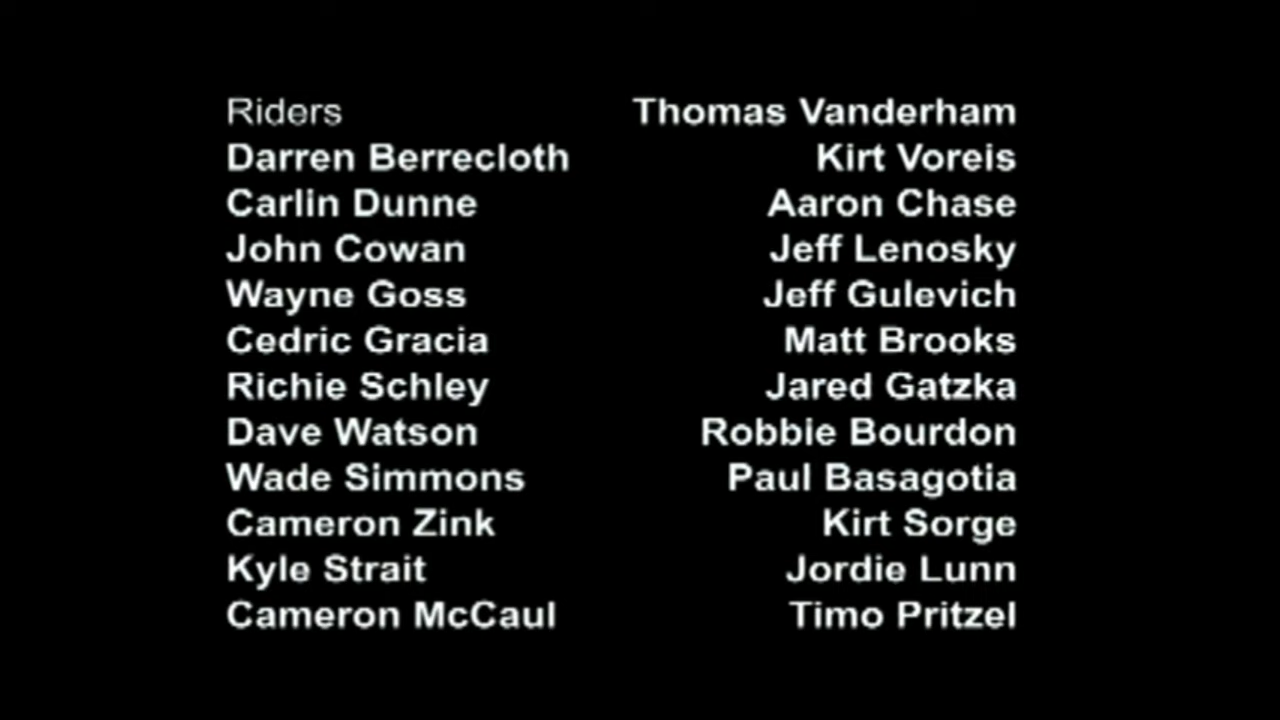 Riders
Darren Berrecloth
Carlin Dunne
John Cowan
Wayne Goss
Cedric Gracia
Richie Schley
Dave Watson
Wade Simmons
Cameron Zink
Kyle Strait
Cameron McCaul
Thomas Vanderham
Kirt Voreis
Aaron Chase
Jeff Lenosky
Jeff Gulevich
Matt Brooks
Jared Gatzka
Robbie Bourdon
Paul Basagotia
Kirt Sorge
Jordie Lunn
Timo Pritzel